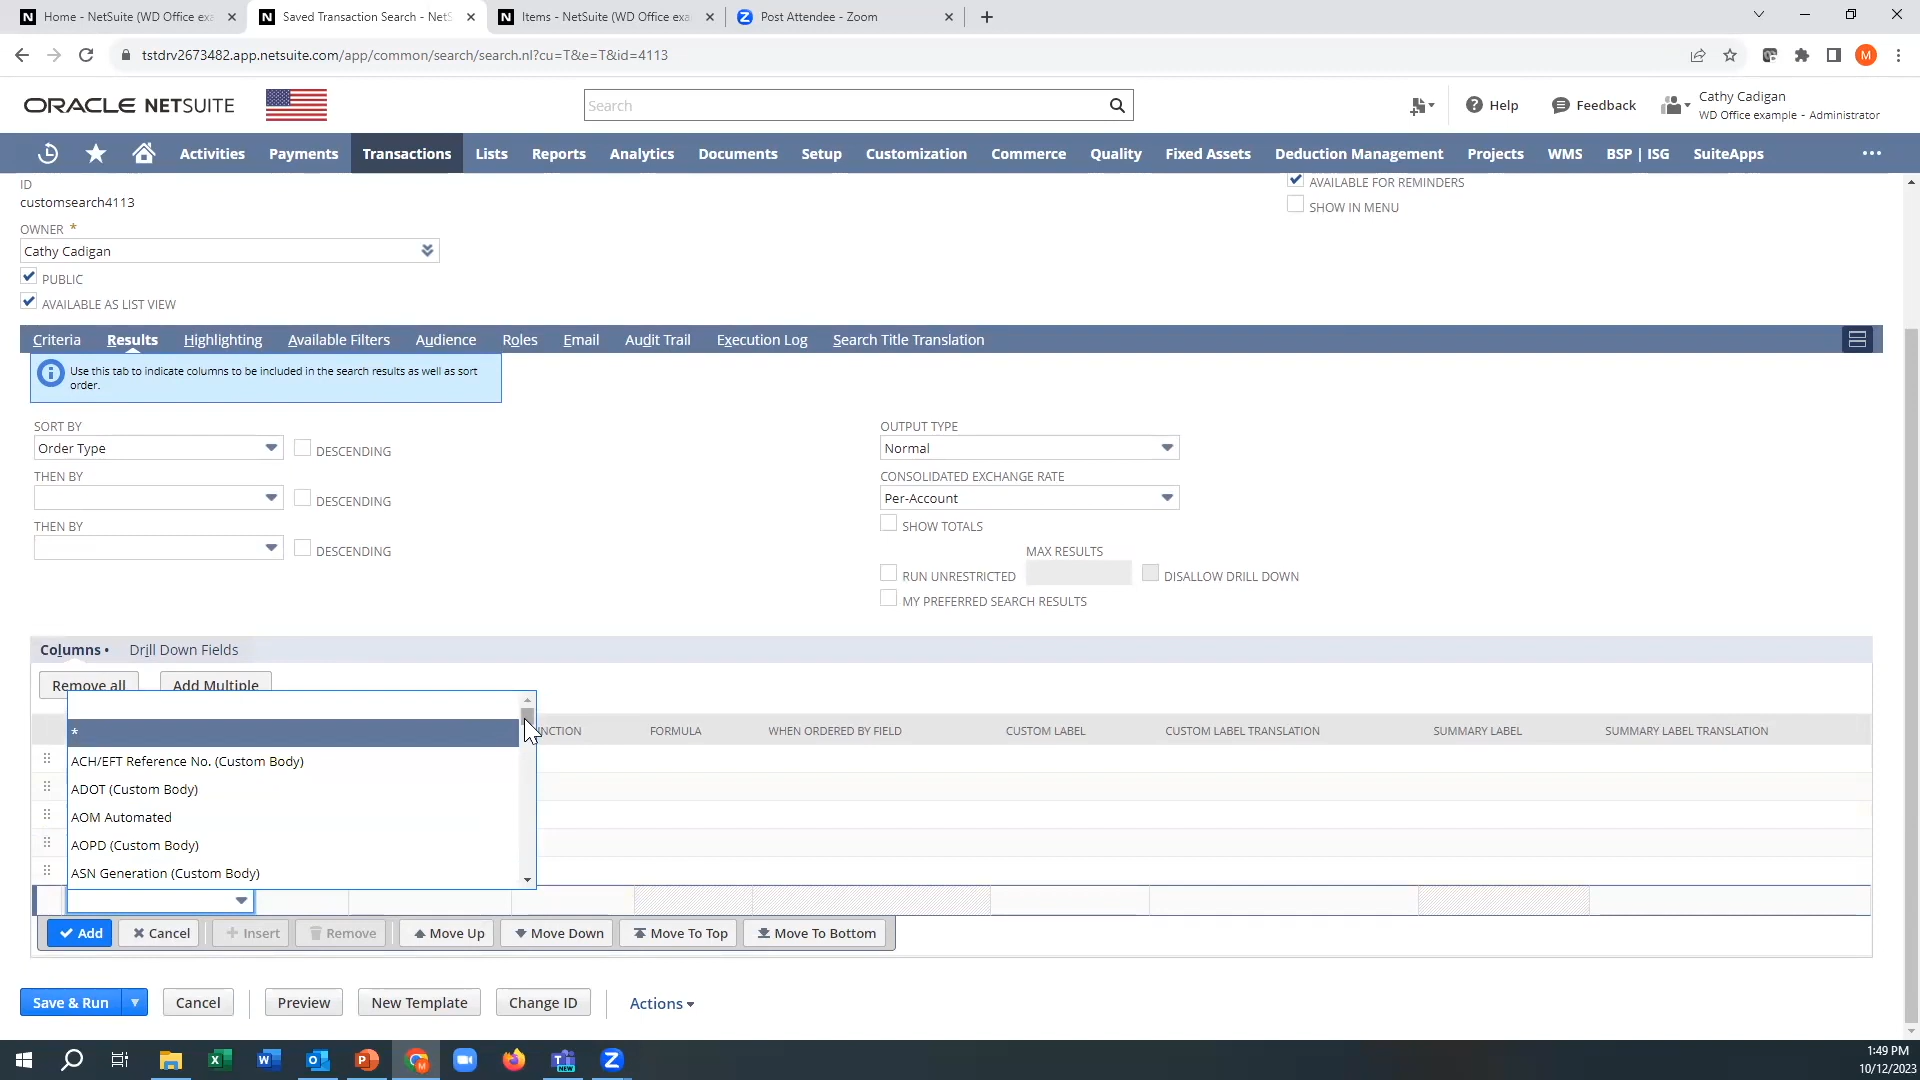 Home - NetSuite (WD Office exa
Saved Transaction Search - NetS
Items - NetSuite (WD Office exa
Post Attendee - Zoom
tstdrv2673482.app.netsuite.com/app/common/search/search.nl?cu=T&e=T&id=4113
M
ORACLE NETSUITE
Search
Help
Feedback
Cathy Cadigan
WD Office example - Administrator
Activities
Payments
Transactions
Lists
Reports
Analytics
Documents
Setup
Customization
Commerce
Quality
Fixed Assets
Deduction Management
Projects
WMS
BSP | ISG
SuiteApps
ID
customsearch4113
AVAILABLE FOR REMINDERS
SHOW IN MENU
OWNER *
Cathy Cadigan
PUBLIC
AVAILABLE AS LIST VIEW
Criteria
Results
Highlighting
Available Filters
Audience
Roles
Email
Audit Trail
Execution Log
Search Title Translation
Use this tab to indicate columns to be included in the search results as well as sort
order.
SORT BY
Order Type
DESCENDING
THEN BY
DESCENDING
THEN BY
DESCENDING
OUTPUT TYPE
Normal
CONSOLIDATED EXCHANGE RATE
Per-Account
SHOW TOTALS
MAX RESULTS
RUN UNRESTRICTED
DISALLOW DRILL DOWN
MY PREFERRED SEARCH RESULTS
Columns •
Drill Down Fields
Remove all
Add Multiple
NCTION
FORMULA
WHEN ORDERED BY FIELD
CUSTOM LABEL
CUSTOM LABEL TRANSLATION
SUMMARY LABEL
SUMMARY LABEL TRANSLATION
*
ACH/EFT Reference No. (Custom Body)
ADOT (Custom Body)
AOM Automated
AOPD (Custom Body)
ASN Generation (Custom Body)
Add
Cancel
Insert
Remove
Move Up
Move Down
Move To Top
Move To Bottom
Save & Run
Cancel
Preview
New Template
Change ID
Actions
1:49 PM
10/12/2023